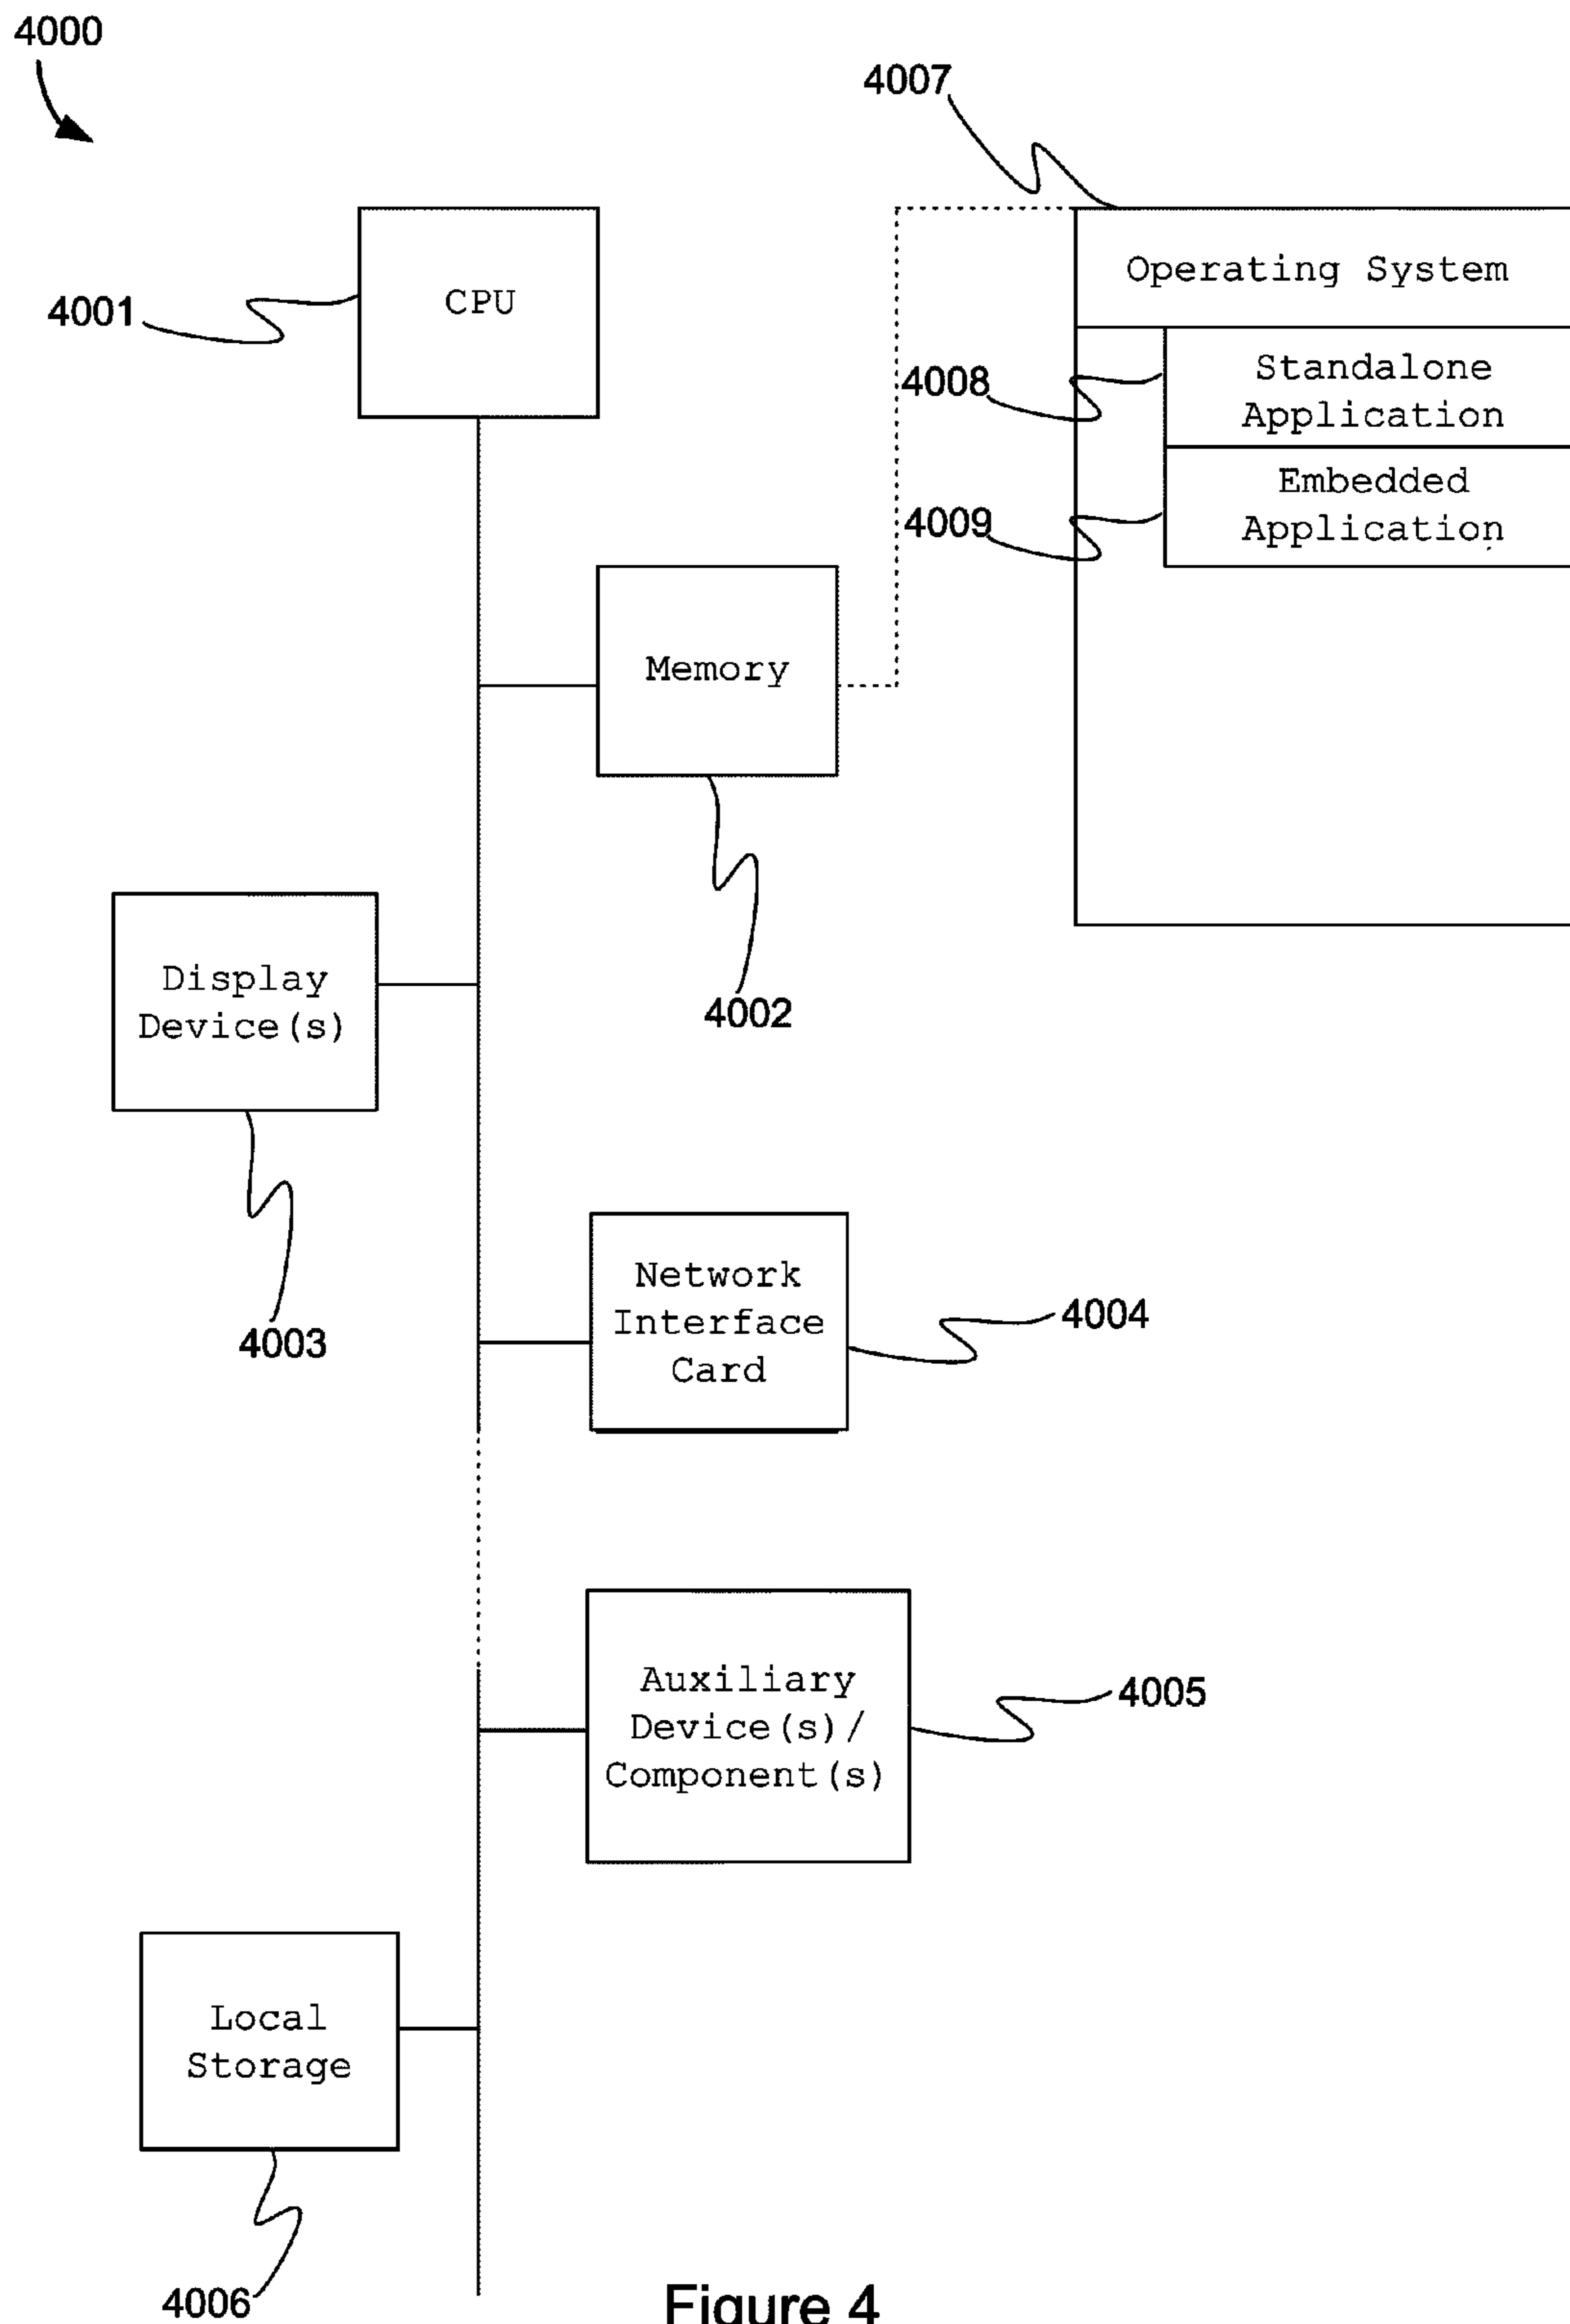 4000
4007
CPU
4001
Operating System
Standalone
Application
4008
Embedded
Application
4009
Memory
4002
Display
Device(s)
4003
Network
Interface
Card
4004
Auxiliary
Device(s)/
Component(s)
4005
Local
Storage
4006
Figure 4